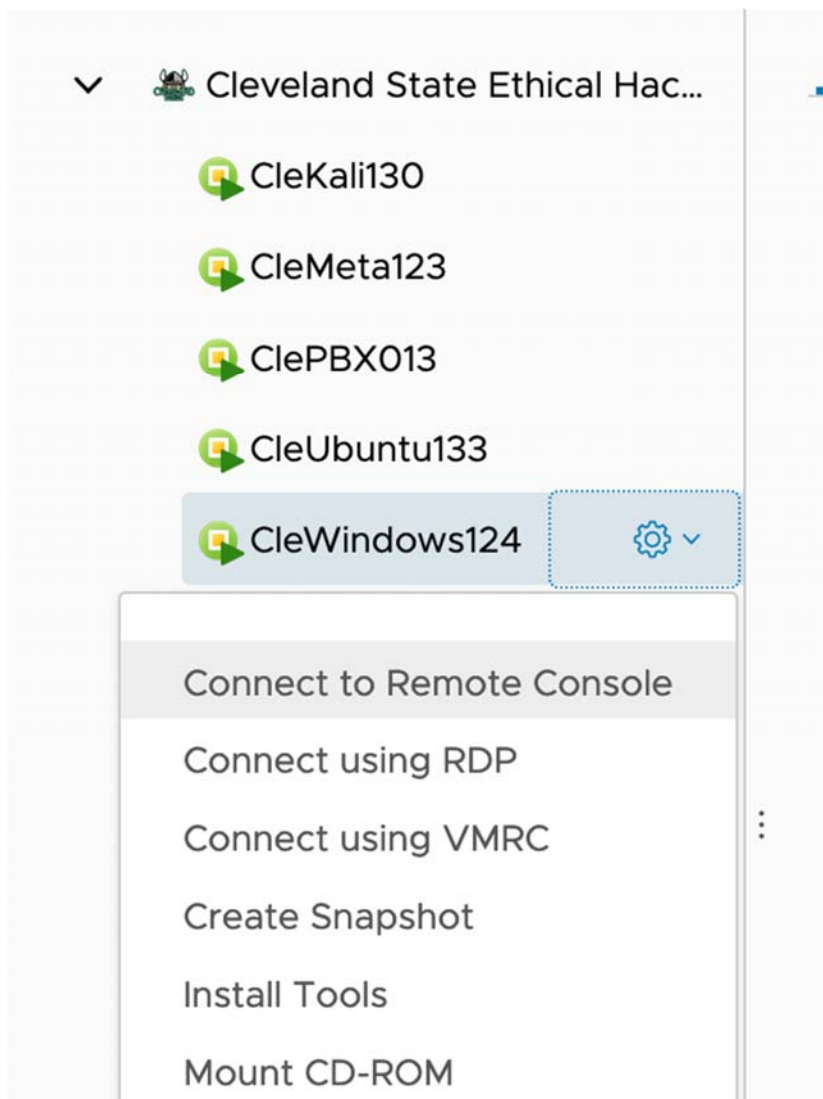 Cleveland State Ethical Hac...
CleKali130
CleMeta123
ClePBX013
CleUbuntu133
CleWindows124
Connect to Remote Console
Connect using RDP
Connect using VMRC
Create Snapshot
Install Tools
Mount CD-ROM